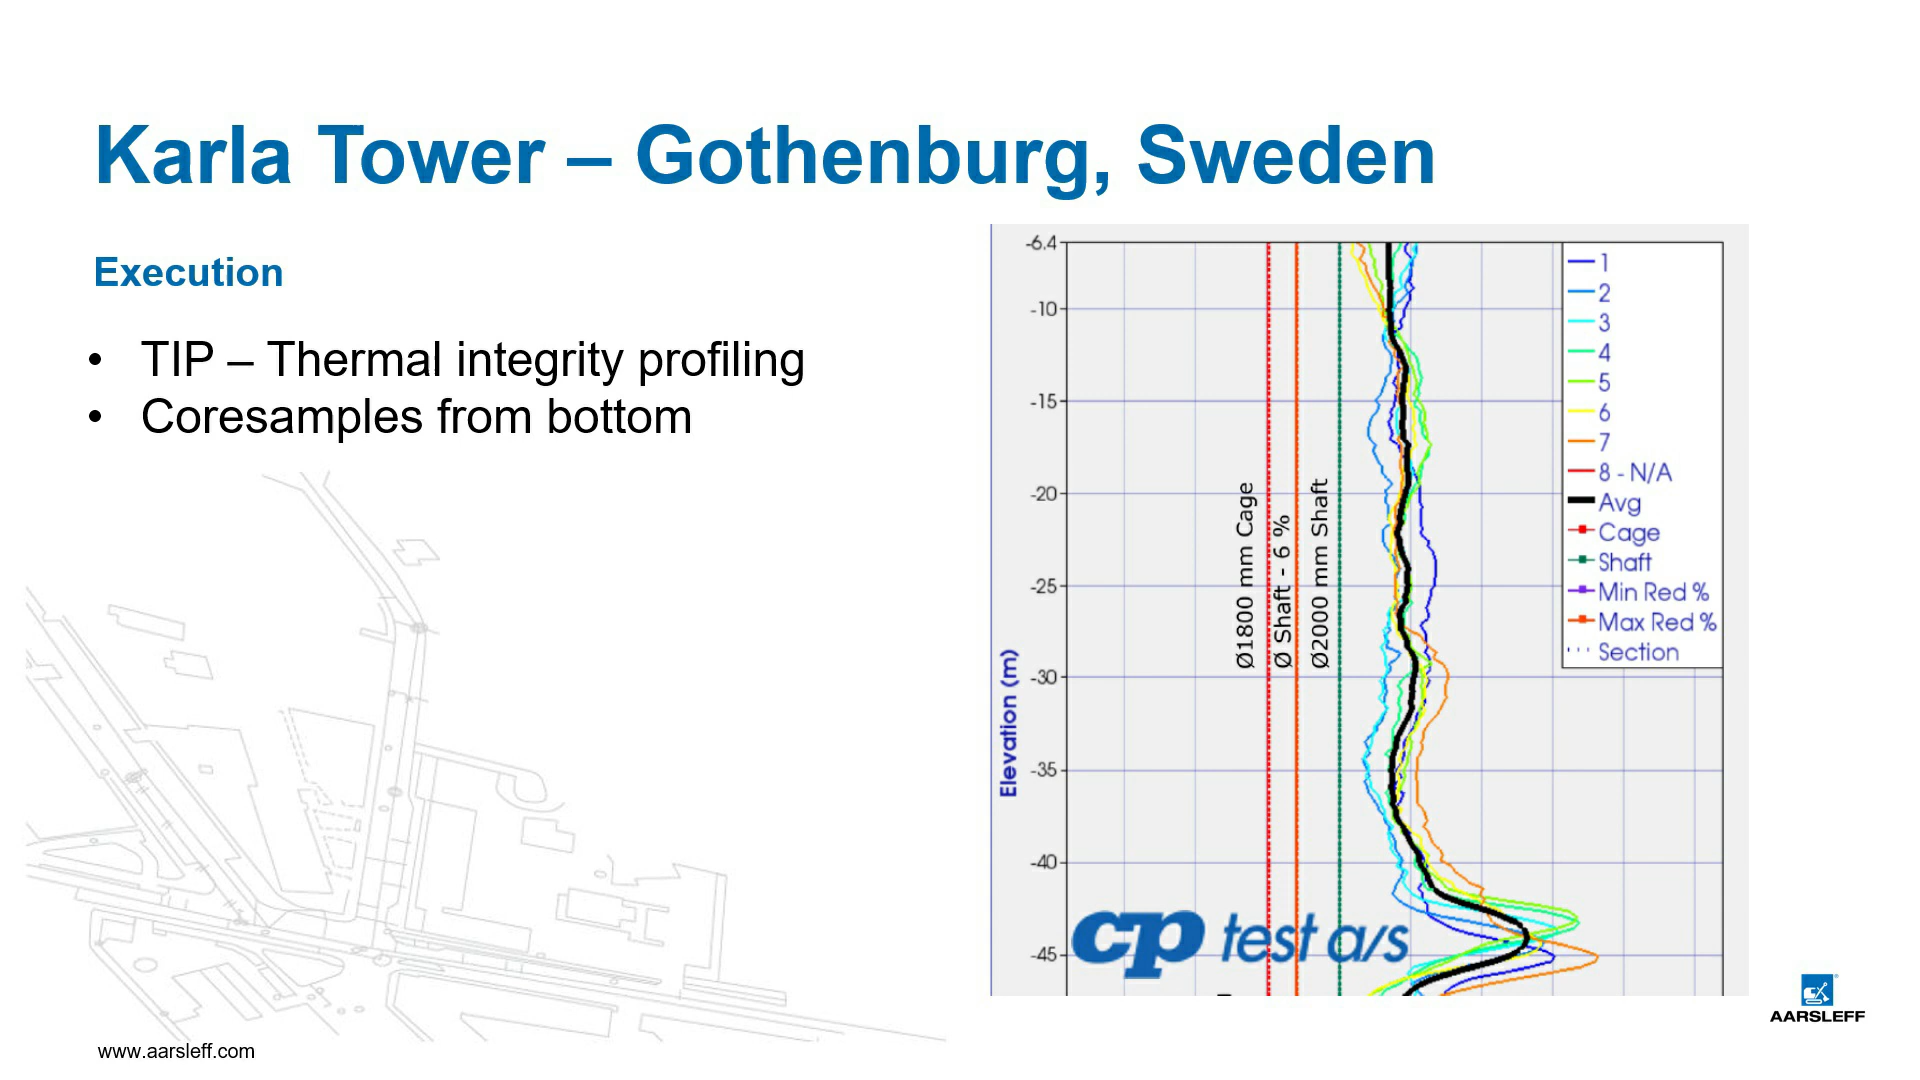 Karla Tower – Gothenburg, Sweden
Execution
• TIP – Thermal integrity profiling
• Coresamples from bottom
-6.4
-10
-15
-20
-25
-30
-35
-40
-45
Elevation (m)
Ø1800 mm Cage
Ø Shaft - 6 %
Ø2000 mm Shaft
1
2
3
4
5
6
7
8 - N/A
Avg
Cage
Shaft
Min Red %
Max Red %
Section
cp test a/s
AARSLEFF
www.aarsleff.com